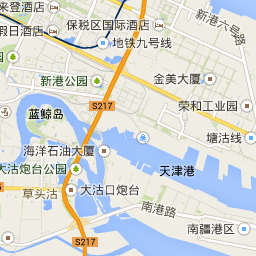 来登酒店
保税区国际酒店
假日酒店
地铁九号线
新港六号路
新港公园
金美大厦
蓝鲸岛
S217
荣和工业园
塘沽线
海洋石油大厦
大沽炮台公园
天津港
草头沽
大沽口炮台
南港路
S217
南疆港区